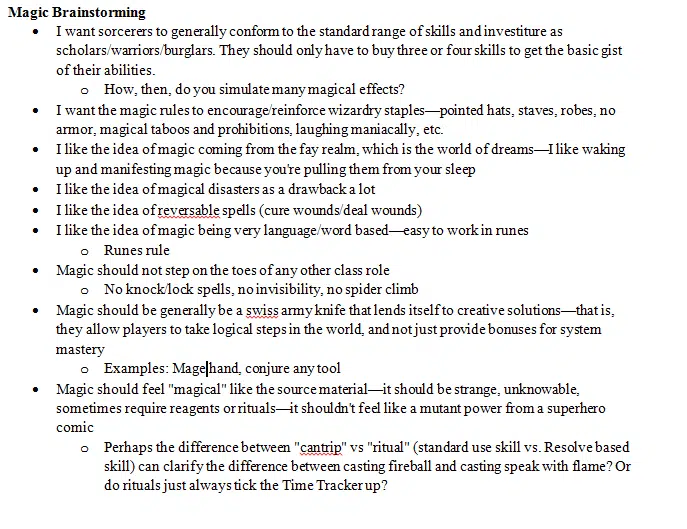 Magic Brainstorming
• I want sorcerers to generally conform to the standard range of skills and investiture as
scholars/warriors/burglars. They should only have to buy three or four skills to get the basic gist
of their abilities.
o How, then, do you simulate many magical effects?
• I want the magic rules to encourage/reinforce wizardry staples—pointed hats, staves, robes, no
armor, magical taboos and prohibitions, laughing maniacally, etc.
• I like the idea of magic coming from the fay realm, which is the world of dreams—I like waking
up and manifesting magic because you're pulling them from your sleep
• I like the idea of magical disasters as a drawback a lot
• I like the idea of reversable spells (cure wounds/deal wounds)
• I like the idea of magic being very language/word based—easy to work in runes
o Runes rule
• Magic should not step on the toes of any other class role
o No knock/lock spells, no invisibility, no spider climb
• Magic should be generally be a swiss army knife that lends itself to creative solutions—that is,
they allow players to take logical steps in the world, and not just provide bonuses for system
mastery
o Examples: Mage hand, conjure any tool
• Magic should feel "magical" like the source material—it should be strange, unknowable,
sometimes require reagents or rituals—it shouldn't feel like a mutant power from a superhero
comic
o Perhaps the difference between "cantrip" vs "ritual" (standard use skill vs. Resolve based
skill) can clarify the difference between casting fireball and casting speak with flame? Or
do rituals just always tick the Time Tracker up?